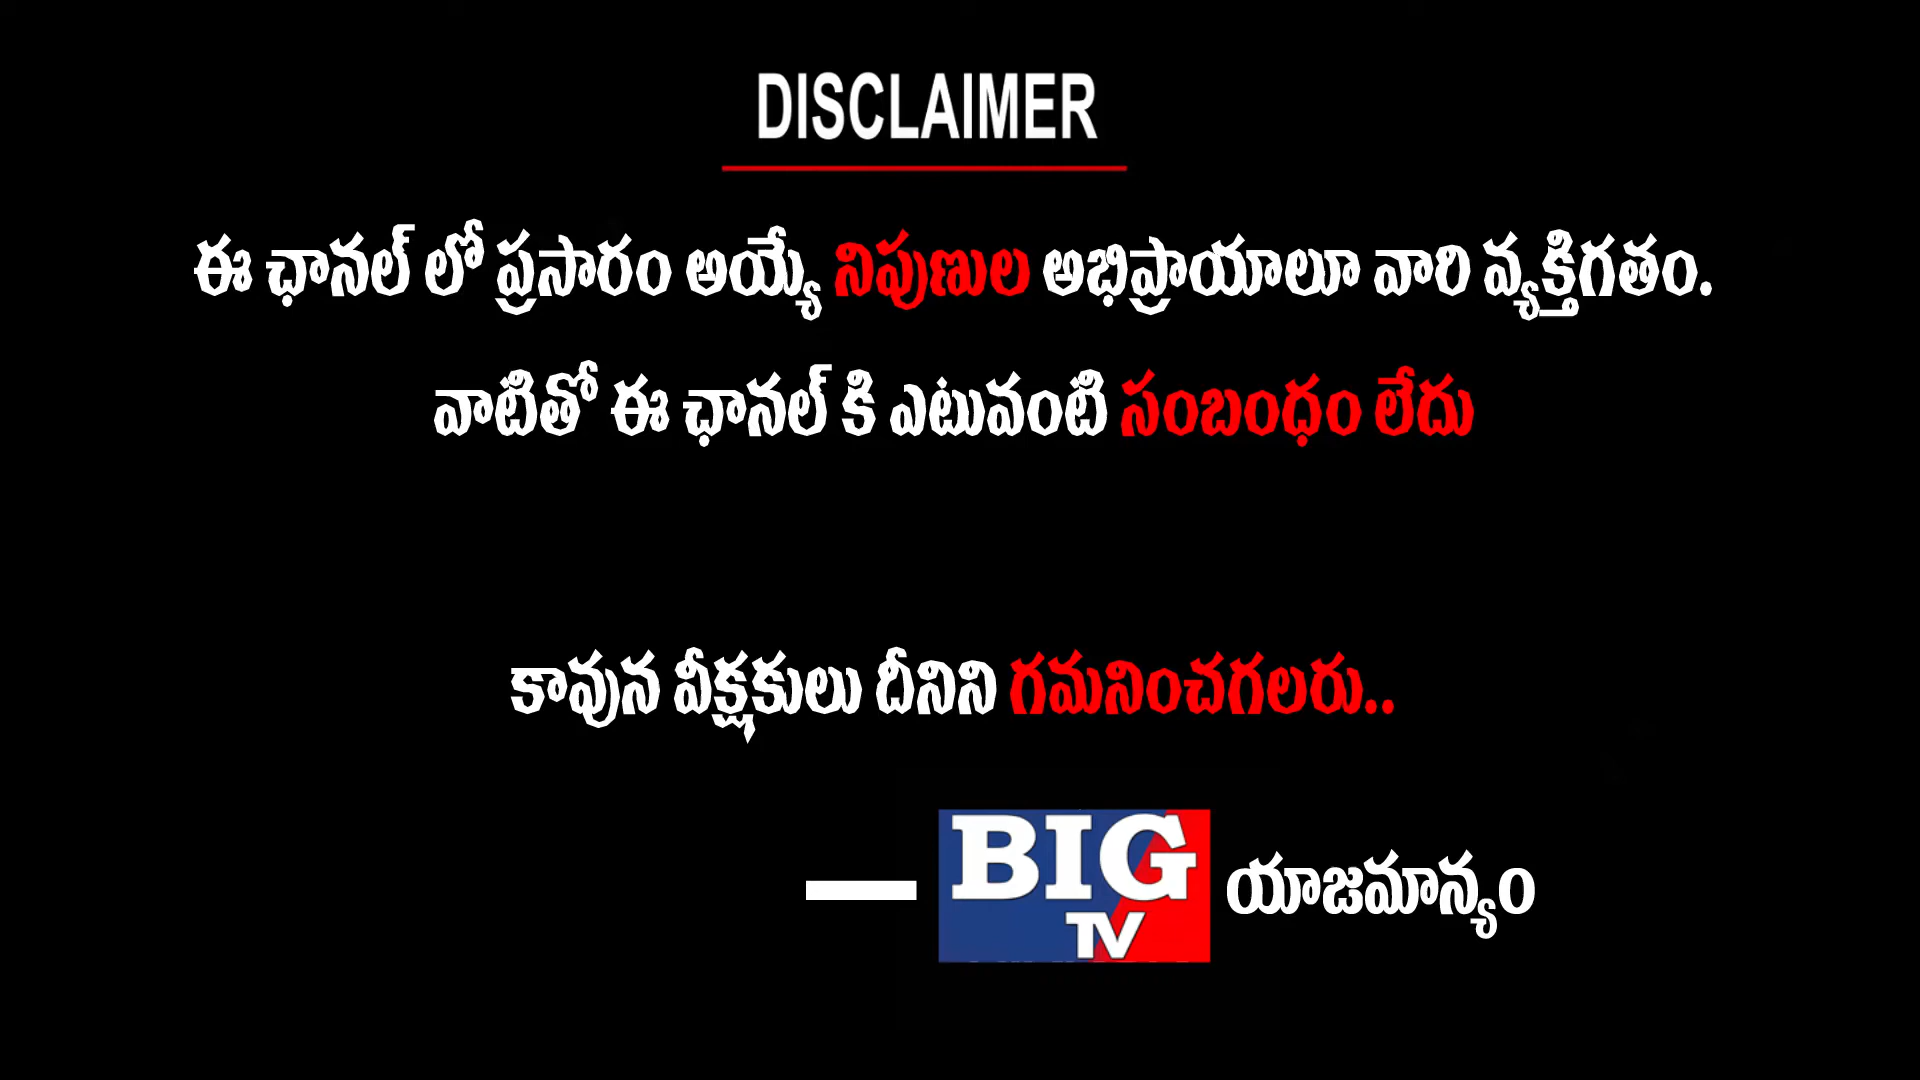 DISCLAIMER
ఈ ఛానల్ లో ప్రసారం అయ్యే నిపుణుల అభిప్రాయాలూ వారి వ్యక్తిగతం.
వాటితో ఈ ఛానల్ కి ఎటువంటి సంబంధం లేదు
కావున వీక్షకులు దీనిని గమనించగలరు..
— BIG TV యాజమాన్యం